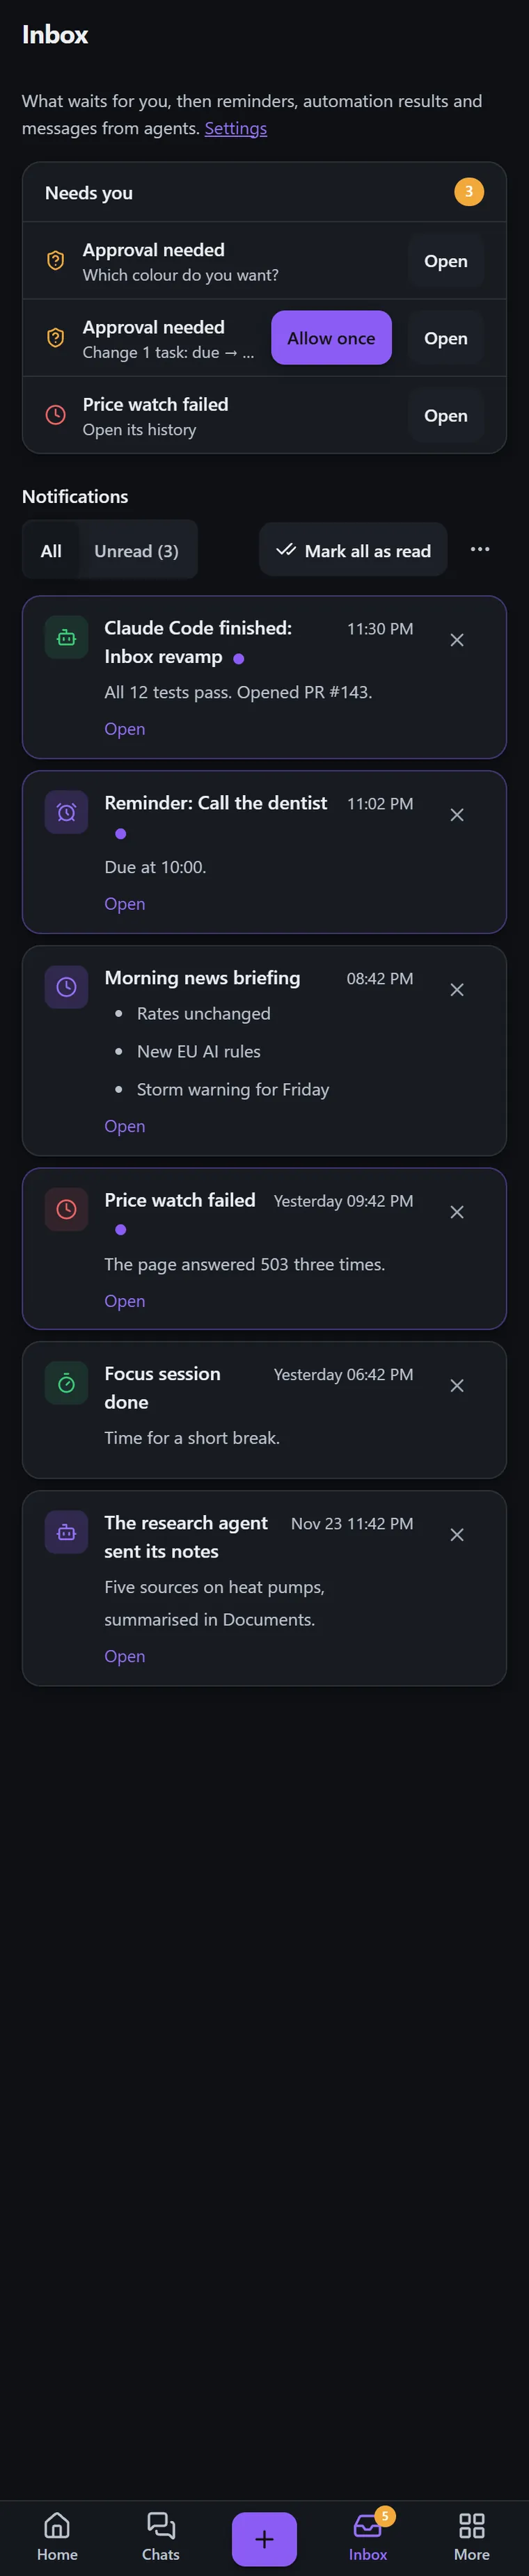 Inbox
What waits for you, then reminders, automation results and
messages from agents. Settings
Needs you
3
Approval needed
Which colour do you want?
Open
Approval needed
Change 1 task: due → ...
Allow once
Open
Price watch failed
Open its history
Open
Notifications
All
Unread (3)
Mark all as read
Claude Code finished:
Inbox revamp
11:30 PM
All 12 tests pass. Opened PR #143.
Open
Reminder: Call the dentist
11:02 PM
Due at 10:00.
Open
Morning news briefing
08:42 PM
Rates unchanged
New EU AI rules
Storm warning for Friday
Open
Price watch failed
Yesterday 09:42 PM
The page answered 503 three times.
Open
Focus session
done
Yesterday 06:42 PM
Time for a short break.
The research agent
sent its notes
Nov 23 11:42 PM
Five sources on heat pumps,
summarised in Documents.
Open
Home
Chats
5
Inbox
More